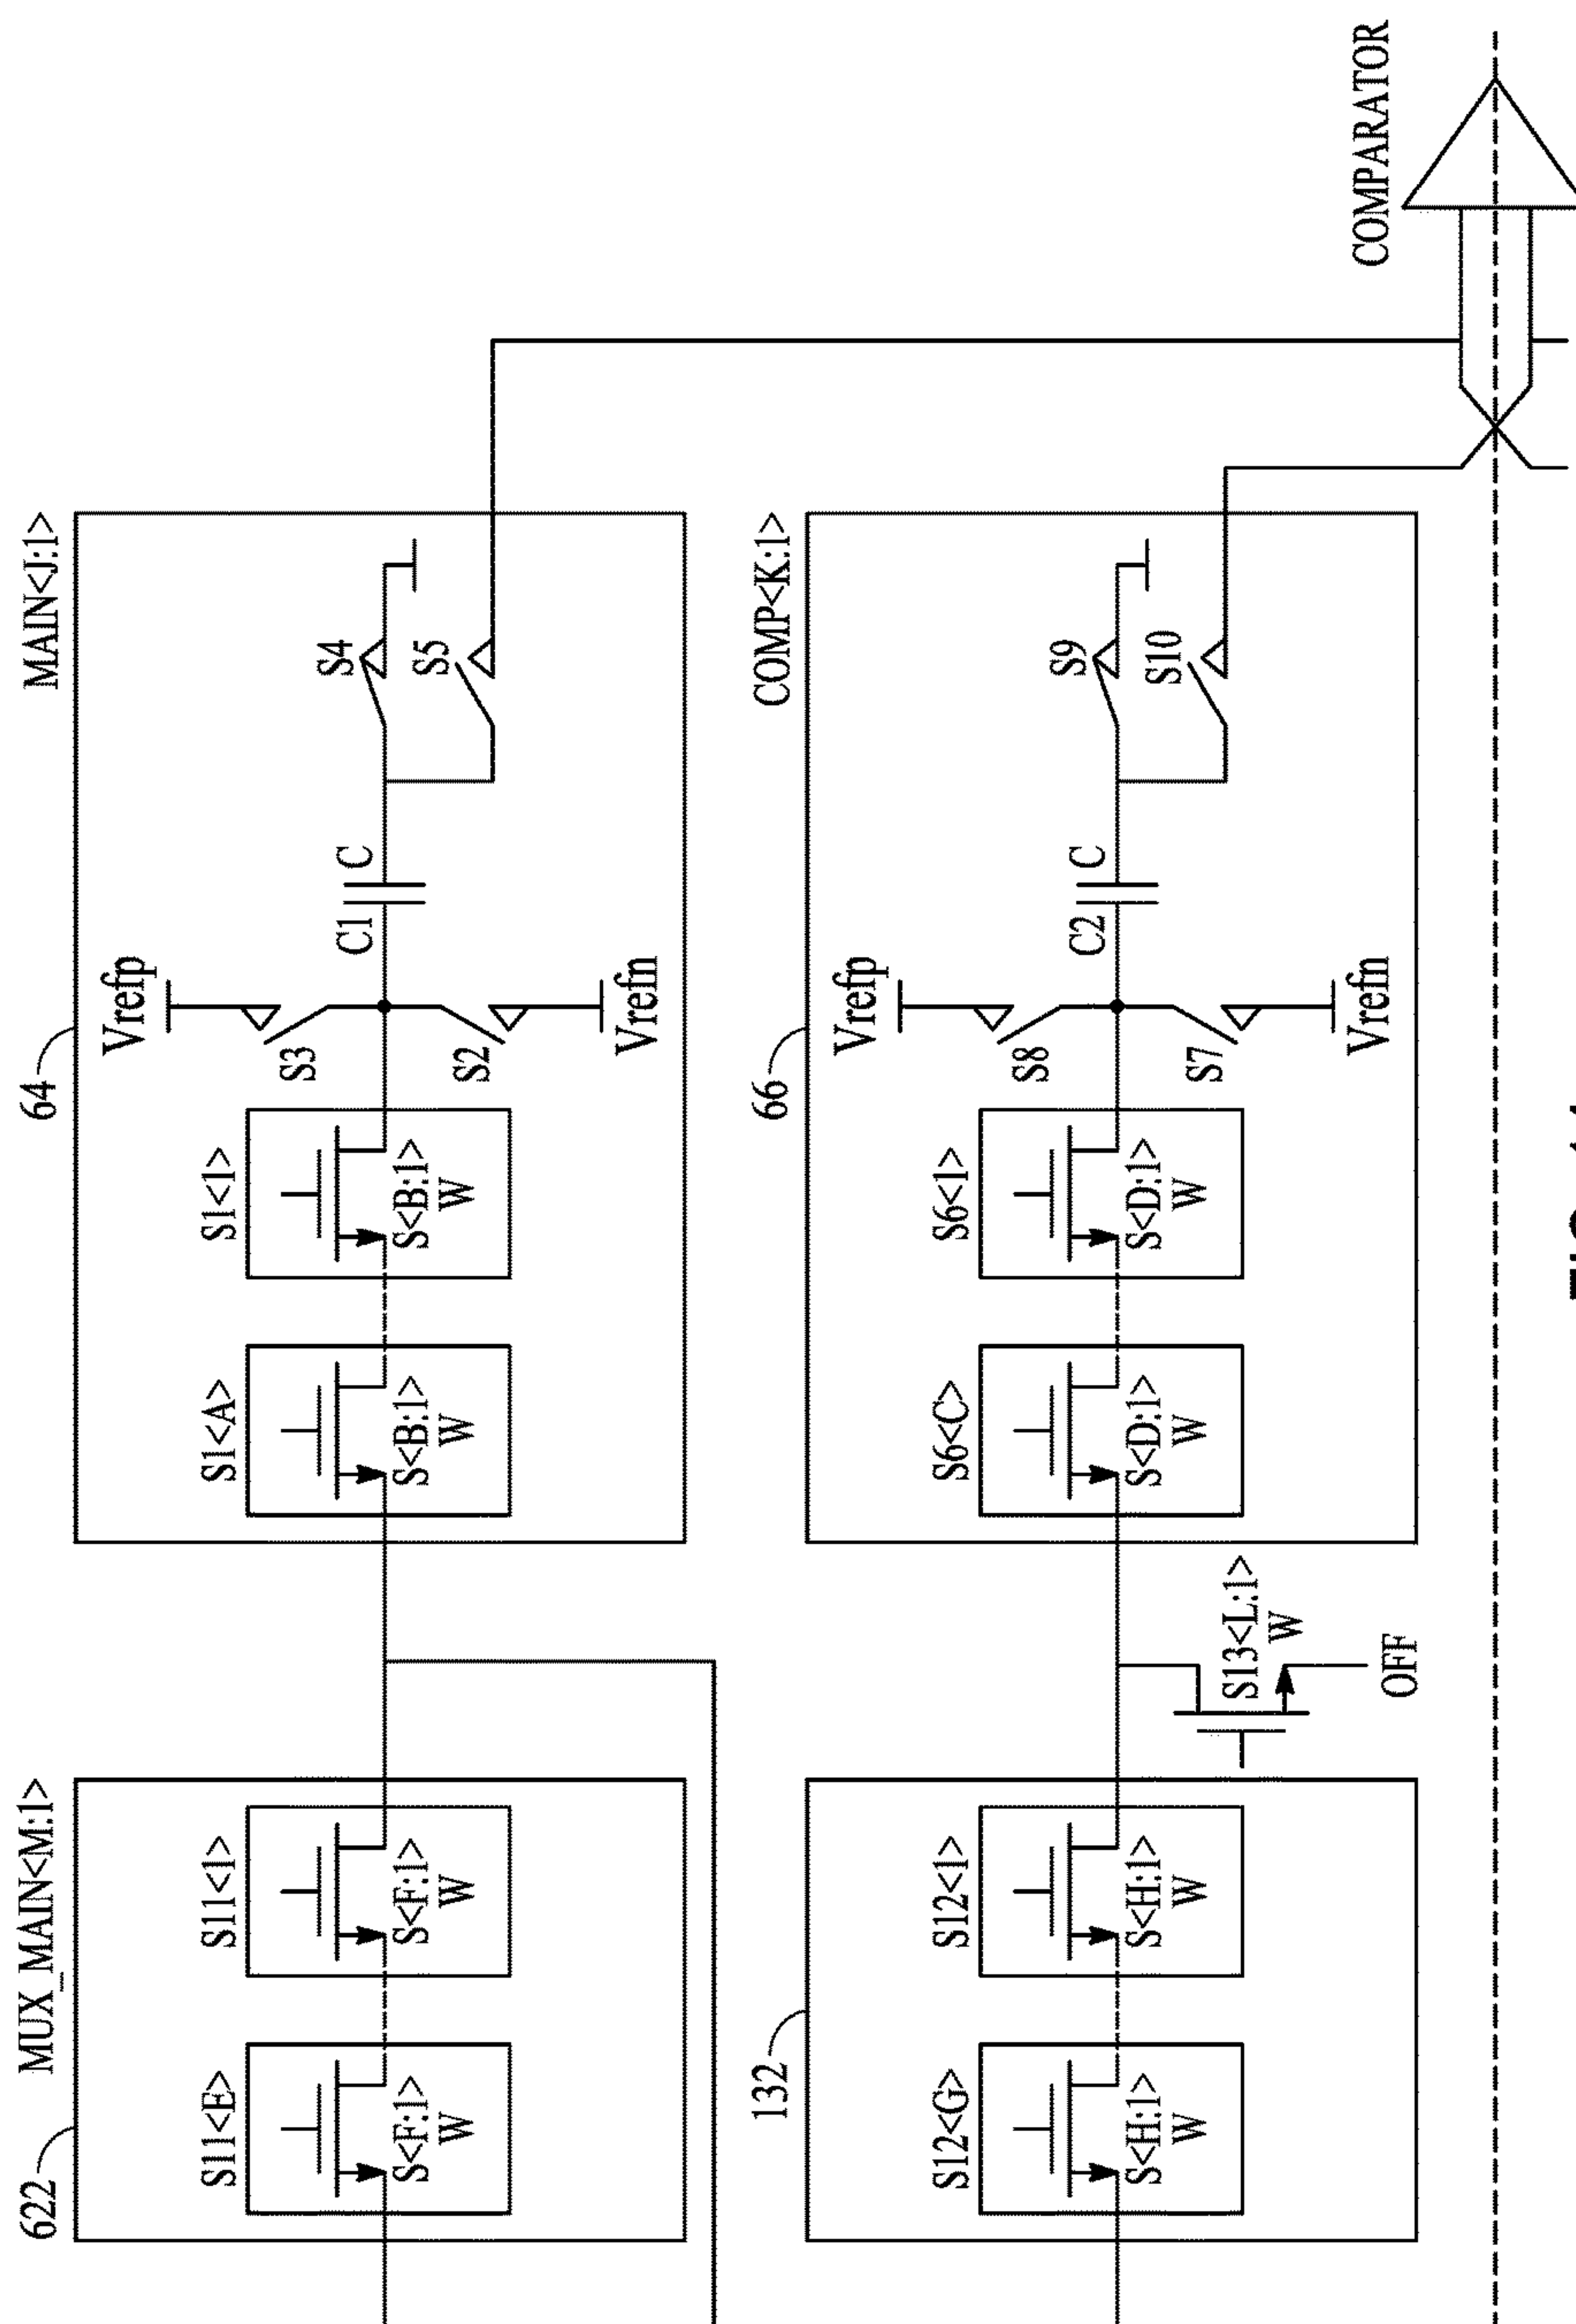 622
MUX_MAIN<M:1>
64
MAIN<J:1>
Vrefp
S11<E>
S11<1>
S1<A>
S1<1>
S3
C1
C
S4
S<F:1>
W
S<F:1>
W
S<B:1>
W
S<B:1>
W
S2
S5
Vrefn
132
66
COMP<K:1>
Vrefp
S12<G>
S12<1>
S6<C>
S6<1>
S8
C2
C
S9
S<H:1>
W
S<H:1>
W
S<D:1>
W
S<D:1>
W
S7
S10
S13<L:1>
W
Vrefn
OFF
COMPARATOR